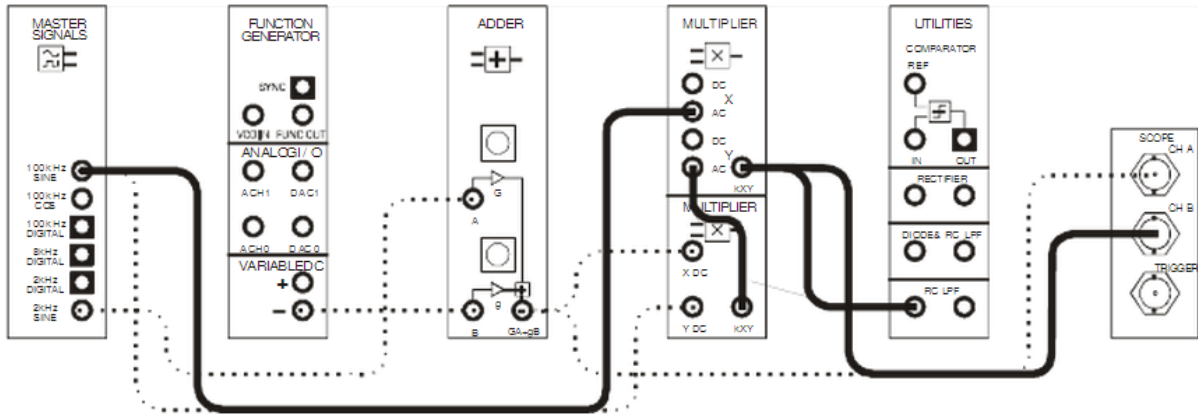 MASTER
SIGNALS
100kHz
SINE
100kHz
COS
100kHz
DIGITAL
8kHz
DIGITAL
2kHz
DIGITAL
2kHz
SINE
FUNCTION
GENERATOR
SYNC
VCO IN FUNC OUT
ANALOG I / O
ACH1 DAC1
ACH0 DAC0
VARIABLE DC
+
−
ADDER
+
G
A
g
B GA+gB
MULTIPLIER
X
DC
X
AC
DC
Y
AC
kXY
MULTIPLIER
X
X DC
Y DC kXY
UTILITIES
COMPARATOR
REF
IN OUT
RECTIFIER
DIODE & RC LPF
RC LPF
SCOPE
CH A
CH B
TRIGGER